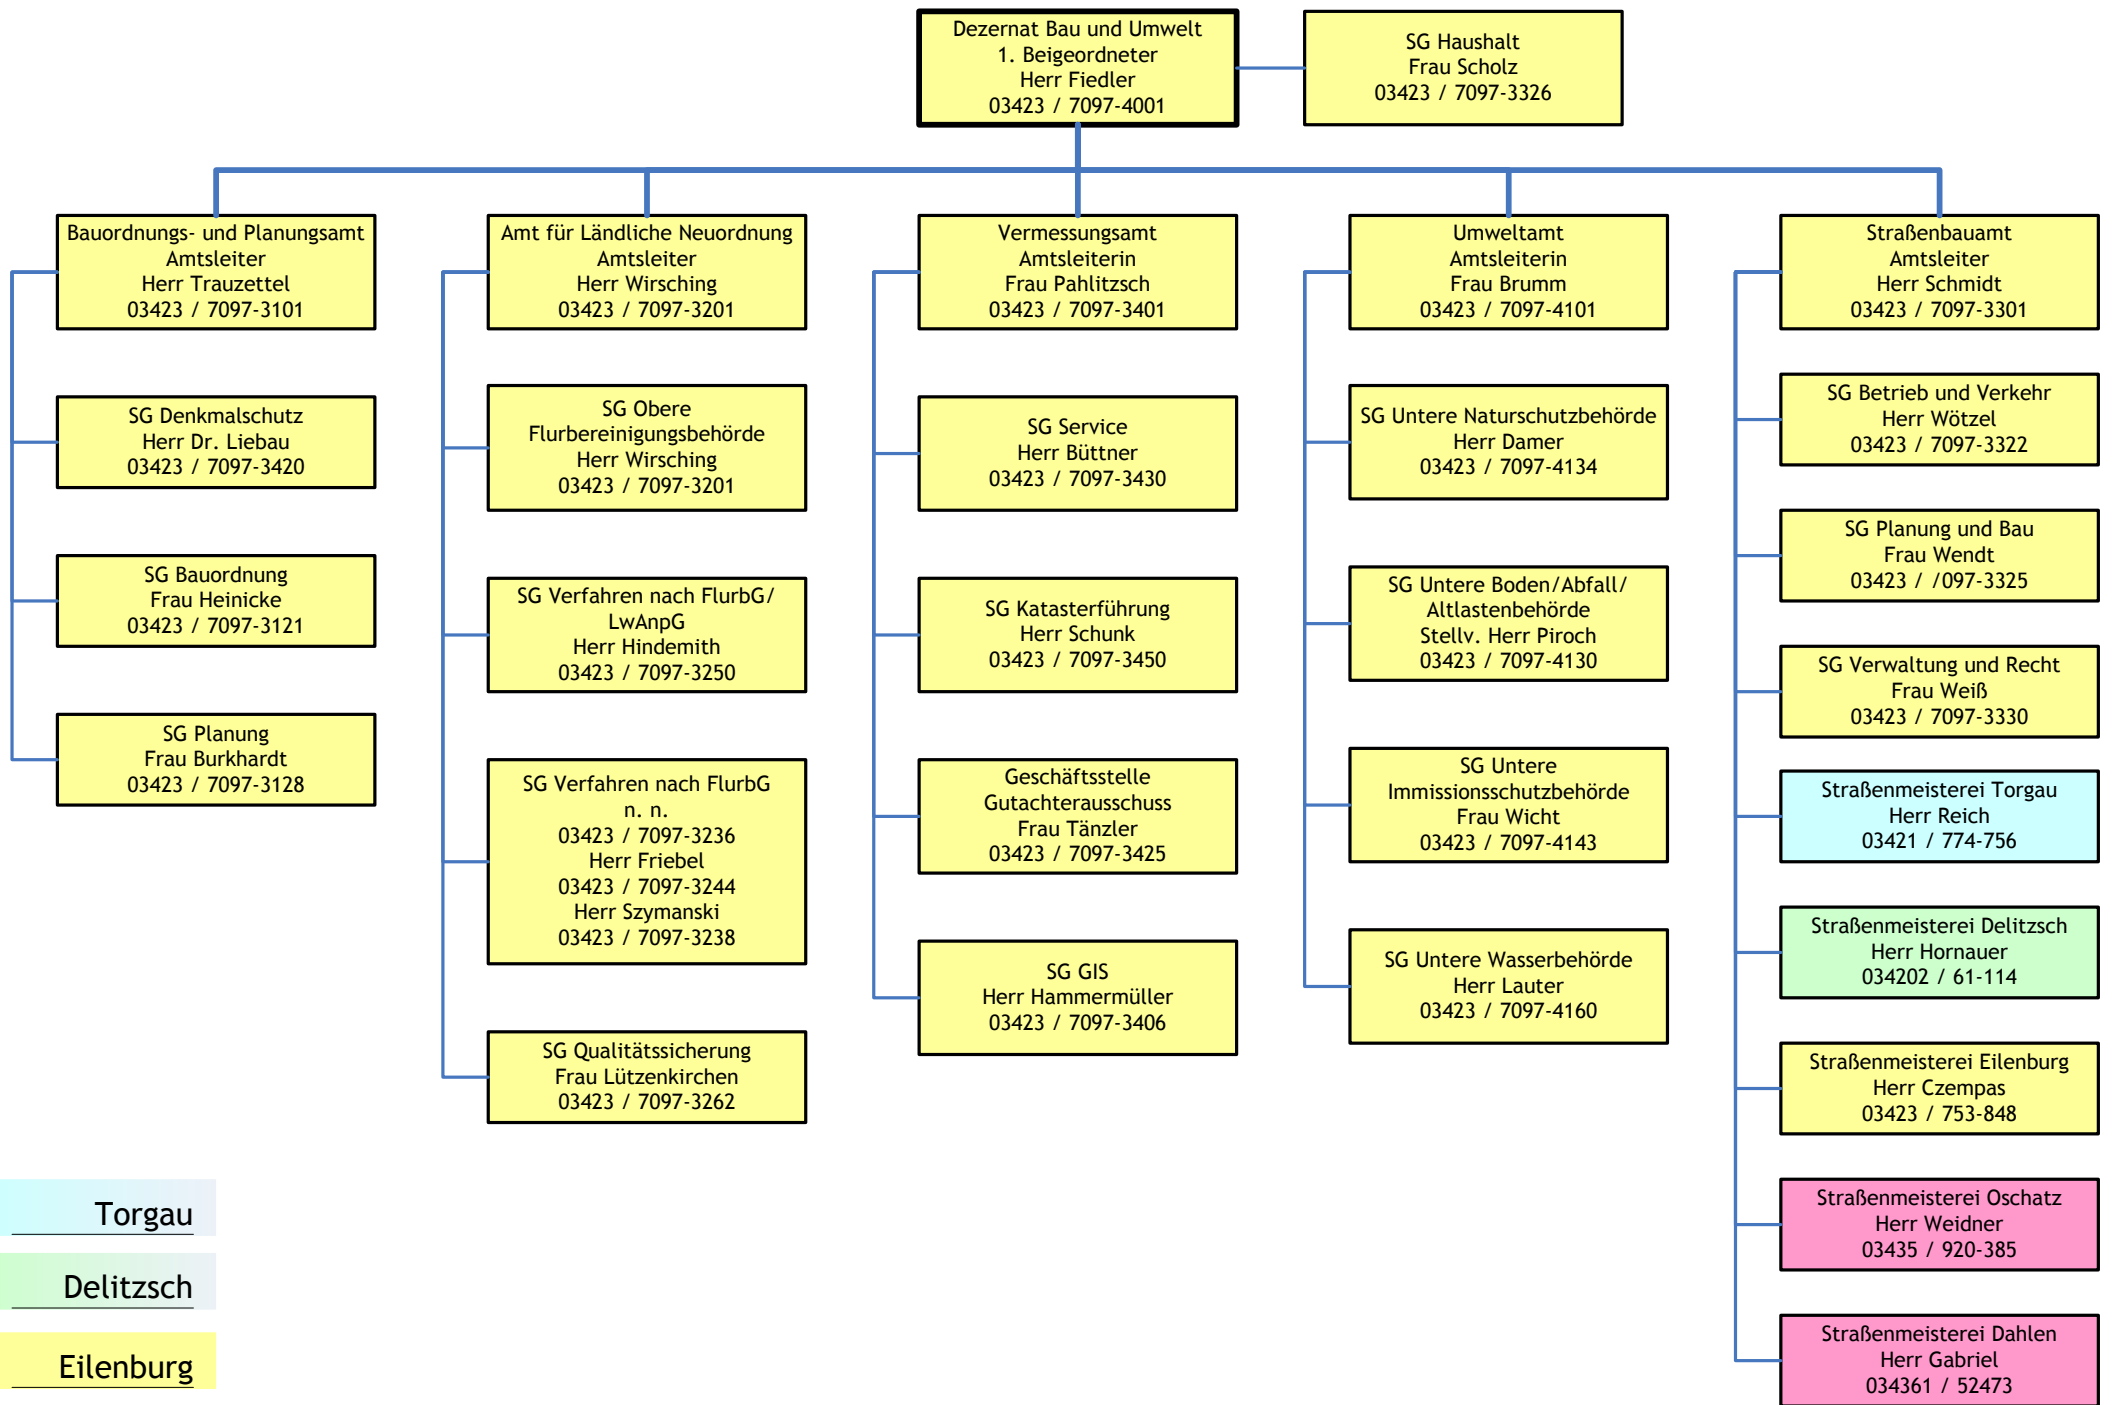 Dezernat Bau und Umwelt
1. Beigeordneter
Herr Fiedler
03423 / 7097-4001
SG Haushalt
Frau Scholz
03423 / 7097-3326
Bauordnungs- und Planungsamt
Amtsleiter
Herr Trauzettel
03423 / 7097-3101
SG Denkmalschutz
Herr Dr. Liebau
03423 / 7097-3420
SG Bauordnung
Frau Heinicke
03423 / 7097-3121
SG Planung
Frau Burkhardt
03423 / 7097-3128
Amt für Ländliche Neuordnung
Amtsleiter
Herr Wirsching
03423 / 7097-3201
SG Obere
Flurbereinigungsbehörde
Herr Wirsching
03423 / 7097-3201
SG Verfahren nach FlurbG/
LwAnpG
Herr Hindemith
03423 / 7097-3250
SG Verfahren nach FlurbG
n. n.
03423 / 7097-3236
Herr Friebel
03423 / 7097-3244
Herr Szymanski
03423 / 7097-3238
SG Qualitätssicherung
Frau Lützenkirchen
03423 / 7097-3262
Vermessungsamt
Amtsleiterin
Frau Pahlitzsch
03423 / 7097-3401
SG Service
Herr Büttner
03423 / 7097-3430
SG Katasterführung
Herr Schunk
03423 / 7097-3450
Geschäftsstelle
Gutachterausschuss
Frau Tänzler
03423 / 7097-3425
SG GIS
Herr Hammermüller
03423 / 7097-3406
Umweltamt
Amtsleiterin
Frau Brumm
03423 / 7097-4101
SG Untere Naturschutzbehörde
Herr Damer
03423 / 7097-4134
SG Untere Boden/Abfall/
Altlastenbehörde
Stellv. Herr Piroch
03423 / 7097-4130
SG Untere
Immissionsschutzbehörde
Frau Wicht
03423 / 7097-4143
SG Untere Wasserbehörde
Herr Lauter
03423 / 7097-4160
Straßenbauamt
Amtsleiter
Herr Schmidt
03423 / 7097-3301
SG Betrieb und Verkehr
Herr Wötzel
03423 / 7097-3322
SG Planung und Bau
Frau Wendt
03423 / /097-3325
SG Verwaltung und Recht
Frau Weiß
03423 / 7097-3330
Straßenmeisterei Torgau
Herr Reich
03421 / 774-756
Straßenmeisterei Delitzsch
Herr Hornauer
034202 / 61-114
Straßenmeisterei Eilenburg
Herr Czempas
03423 / 753-848
Straßenmeisterei Oschatz
Herr Weidner
03435 / 920-385
Straßenmeisterei Dahlen
Herr Gabriel
034361 / 52473
Torgau
Delitzsch
Eilenburg